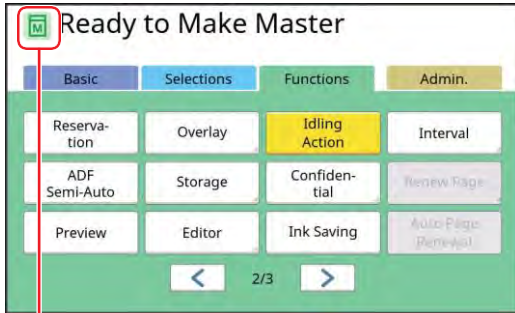 M Ready to Make Master
Basic Selections Functions Admin.
Reserva-
tion
Overlay
Idling
Action
Interval
ADF
Semi-Auto
Storage
Confiden-
tial
Renew Page
Preview
Editor
Ink Saving
Auto Page
Renewal
< 2/3 >